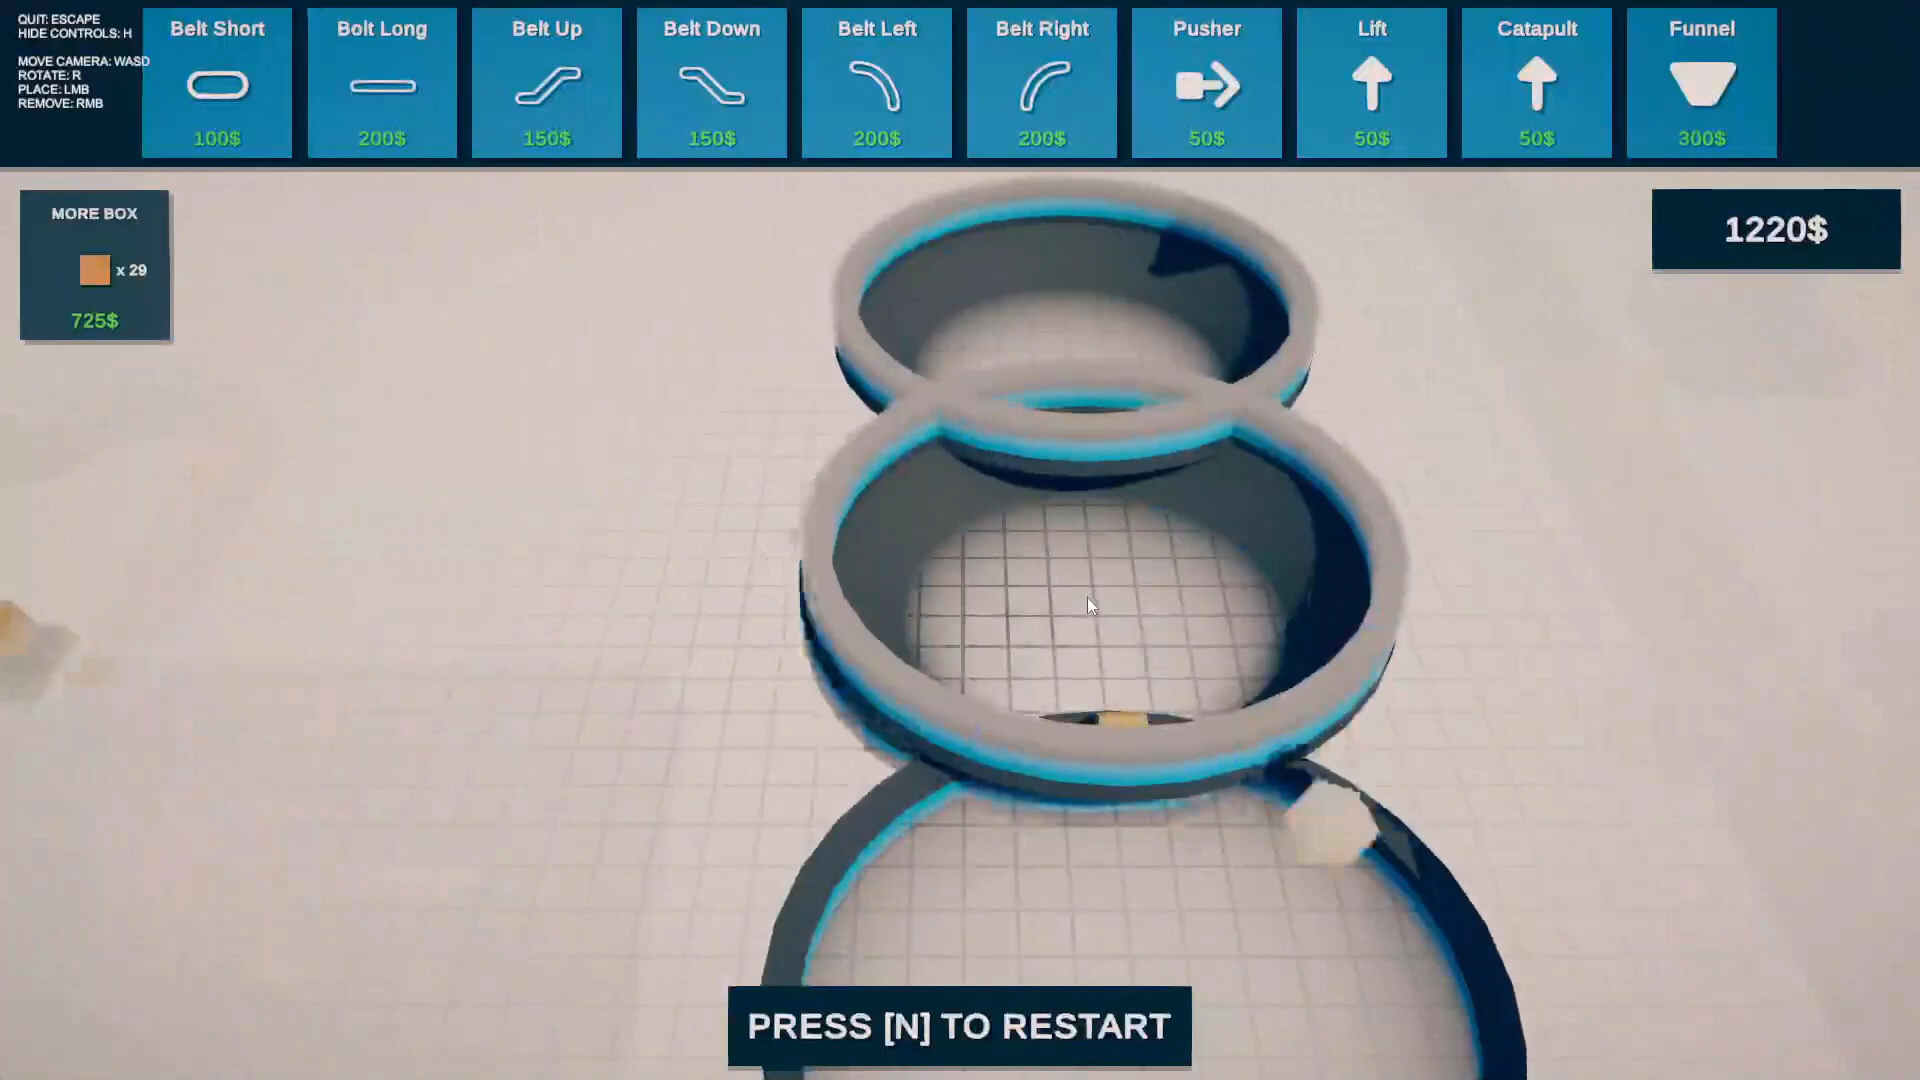 QUIT: ESCAPE
HIDE CONTROLS: H
MOVE CAMERA: WASD
ROTATE: R
PLACE: LMB
REMOVE: RMB
Belt Short
100$
Bolt Long
200$
Belt Up
150$
Belt Down
150$
Belt Left
200$
Belt Right
200$
Pusher
50$
Lift
50$
Catapult
50$
Funnel
300$
MORE BOX
x 29
725$
1220$
PRESS [N] TO RESTART